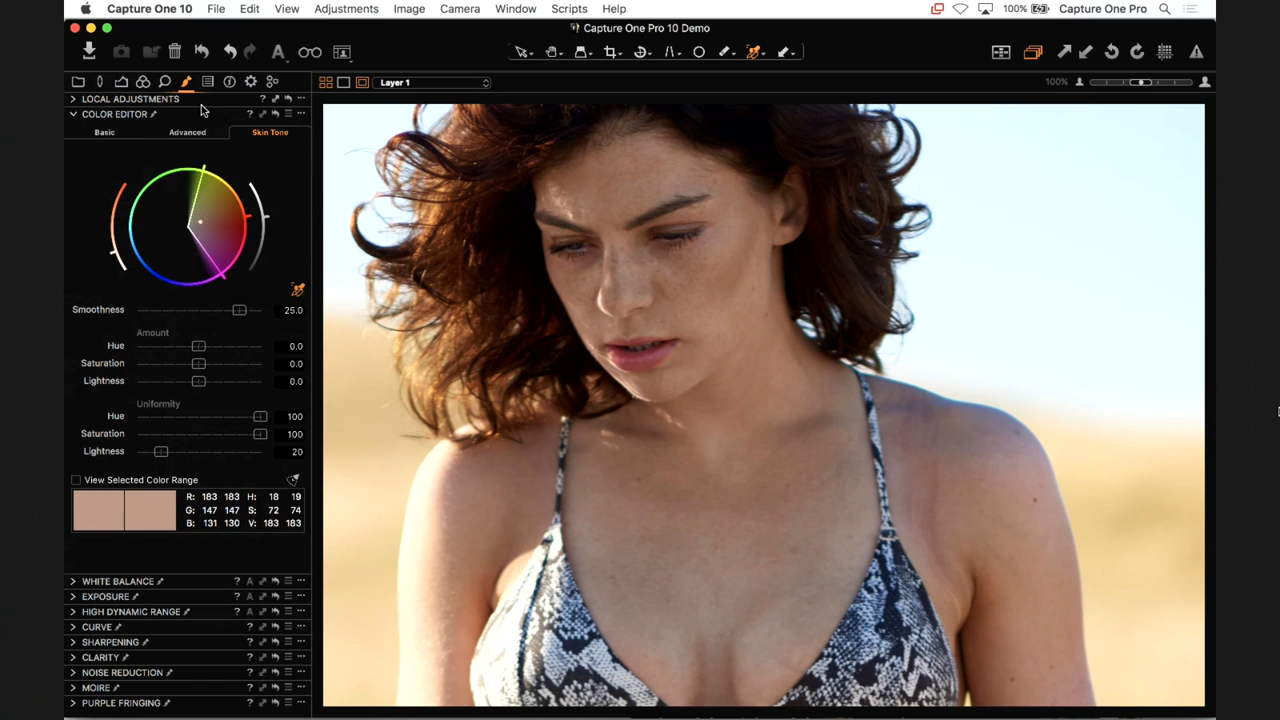 Capture One 10 File Edit View Adjustments Image Camera Window Scripts Help 100% Capture One Pro
Capture One Pro 10 Demo
Layer 1 100%
LOCAL ADJUSTMENTS ?
COLOR EDITOR ?
Basic Advanced Skin Tone
Smoothness 25.0
Amount
Hue 0.0
Saturation 0.0
Lightness 0.0
Uniformity
Hue 100
Saturation 100
Lightness 20
View Selected Color Range
R: 183 183 H: 18 19
G: 147 147 S: 72 74
B: 131 130 V: 183 183
WHITE BALANCE ? A
EXPOSURE ? A
HIGH DYNAMIC RANGE ? A
CURVE ?
SHARPENING ?
CLARITY ?
NOISE REDUCTION ?
MOIRE ?
PURPLE FRINGING ?